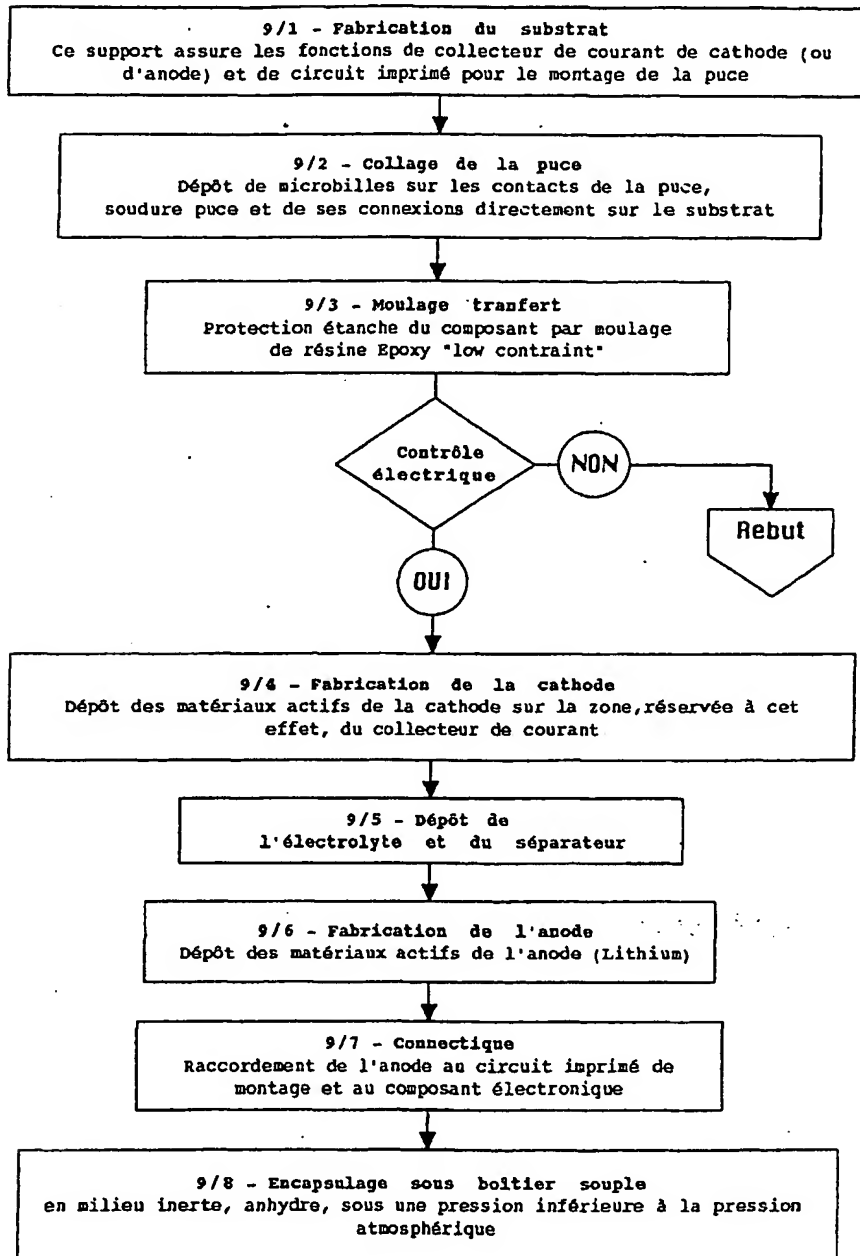 9/1 - Fabrication du substrat
Ce support assure les fonctions de collecteur de courant de cathode (ou
d'anode) et de circuit imprimé pour le montage de la puce
9/2 - Collage de la puce
Dépôt de microbilles sur les contacts de la puce,
soudure puce et de ses connexions directement sur le substrat
9/3 - Moulage tranfert
Protection étanche du composant par moulage
de résine Epoxy "low contraint"
Contrôle
électrique
NON
Rebut
OUI
9/4 - Fabrication de la cathode
Dépôt des matériaux actifs de la cathode sur la zone,réservée à cet
effet, du collecteur de courant
9/5 - Dépôt de
l'électrolyte et du séparateur
9/6 - Fabrication de l'anode
Dépôt des matériaux actifs de l'anode (Lithium)
9/7 - Connectique
Raccordement de l'anode au circuit imprimé de
montage et au composant électronique
9/8 - Encapsulage sous boîtier souple
en milieu inerte, anhydre, sous une pression inférieure à la pression
atmosphérique